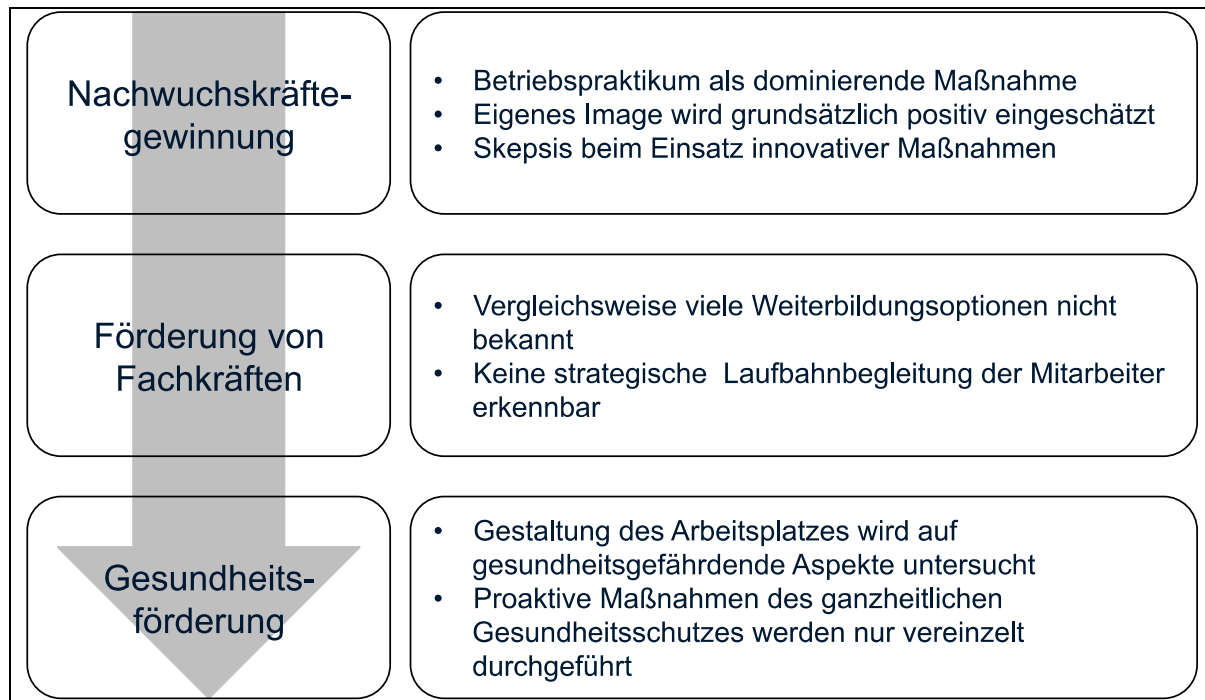 Nachwuchskräfte-
gewinnung
• Betriebspraktikum als dominierende Maßnahme
• Eigenes Image wird grundsätzlich positiv eingeschätzt
• Skepsis beim Einsatz innovativer Maßnahmen
Förderung von
Fachkräften
• Vergleichsweise viele Weiterbildungsoptionen nicht
bekannt
• Keine strategische Laufbahnbegleitung der Mitarbeiter
erkennbar
Gesundheits-
förderung
• Gestaltung des Arbeitsplatzes wird auf
gesundheitsgefährdende Aspekte untersucht
• Proaktive Maßnahmen des ganzheitlichen
Gesundheitsschutzes werden nur vereinzelt
durchgeführt